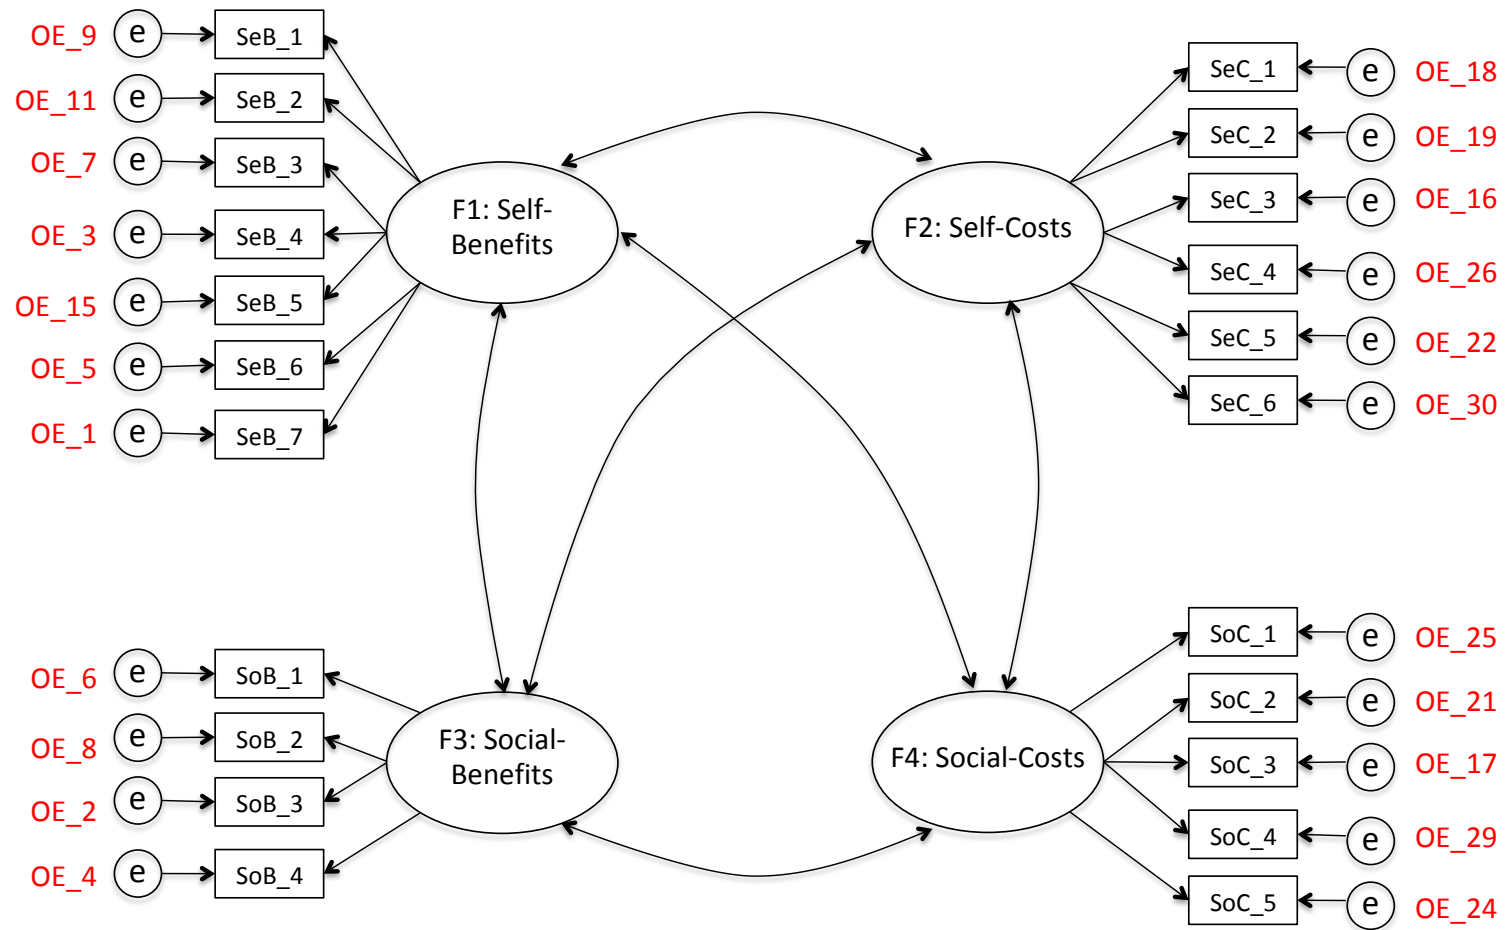 OE_9 e SeB_1
OE_11 e SeB_2
OE_7 e SeB_3
OE_3 e SeB_4
OE_15 e SeB_5
OE_5 e SeB_6
OE_1 e SeB_7
F1: Self-
Benefits
F2: Self-Costs
SeC_1 e OE_18
SeC_2 e OE_19
SeC_3 e OE_16
SeC_4 e OE_26
SeC_5 e OE_22
SeC_6 e OE_30
OE_6 e SoB_1
OE_8 e SoB_2
OE_2 e SoB_3
OE_4 e SoB_4
F3: Social-
Benefits
F4: Social-Costs
SoC_1 e OE_25
SoC_2 e OE_21
SoC_3 e OE_17
SoC_4 e OE_29
SoC_5 e OE_24